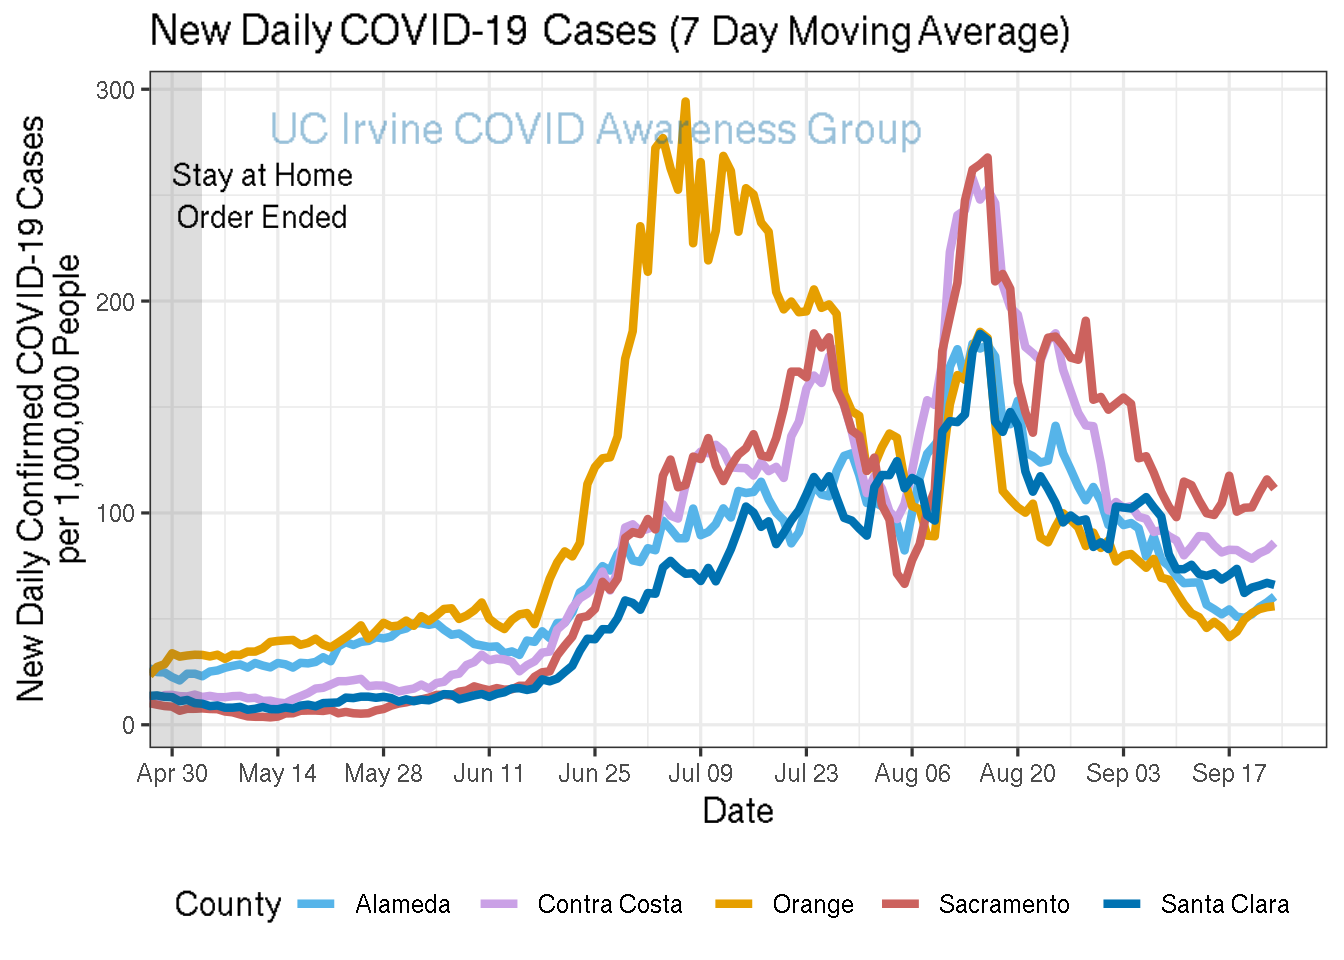 New Daily COVID-19 Cases (7 Day Moving Average)
UC Irvine COVID Awareness Group
Stay at Home
Order Ended
New Daily Confirmed COVID-19 Cases
per 1,000,000 People
300
200
100
0
Apr 30 May 14 May 28 Jun 11 Jun 25 Jul 09 Jul 23 Aug 06 Aug 20 Sep 03 Sep 17
Date
County Alameda Contra Costa Orange Sacramento Santa Clara